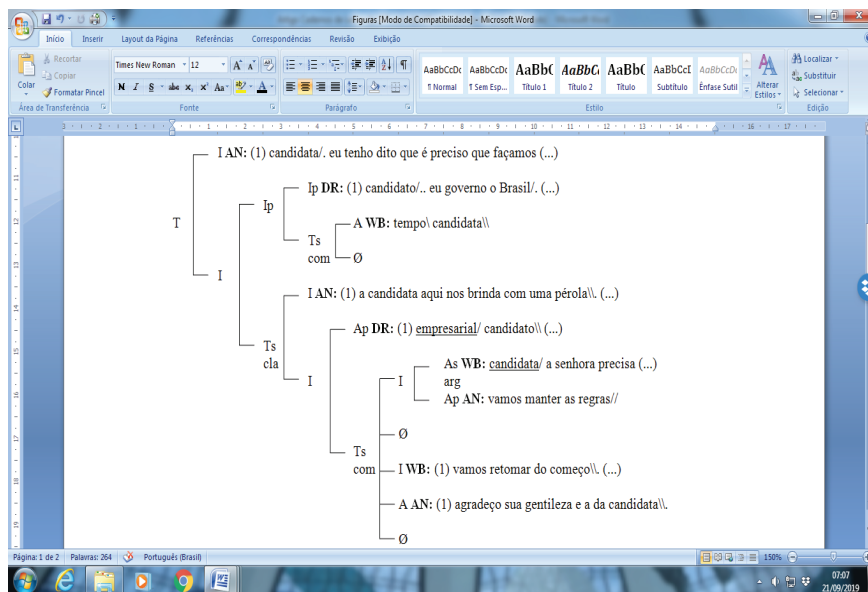 Figuras [Modo de Compatibilidade] - Microsoft Word
Início Inserir Layout da Página Referências Correspondências Revisão Exibição
Colar
Recortar
Copiar
Formatar Pincel
Área de Transferência
Times New Roman 12
Fonte
Parágrafo
AaBbCcDc AaBbCcDc AaBbC AaBbCc AaBbC AaBbCcI AaBbCcDc
¶ Normal ¶ Sem Esp... Título 1 Título 2 Título Subtítulo Ênfase Sutil
Alterar Estilos
Estilo
Localizar
Substituir
Selecionar
Edição
I AN: (1) candidata/. eu tenho dito que é preciso que façamos (...)
Ip
Ip DR: (1) candidato/.. eu governo o Brasil/. (...)
T
A WB: tempo\ candidata\\
Ts
com
Ø
I
I AN: (1) a candidata aqui nos brinda com uma pérola\\. (...)
Ap DR: (1) empresarial/ candidato\\ (...)
Ts
cla
As WB: candidata/ a senhora precisa (...)
I
I
arg
Ap AN: vamos manter as regras//
Ø
Ts
com
I WB: (1) vamos retomar do começo\\. (...)
A AN: (1) agradeço sua gentileza e a da candidata\\.
Ø
Página: 1 de 2 Palavras: 264 Português (Brasil) 150%
07:07
21/09/2019